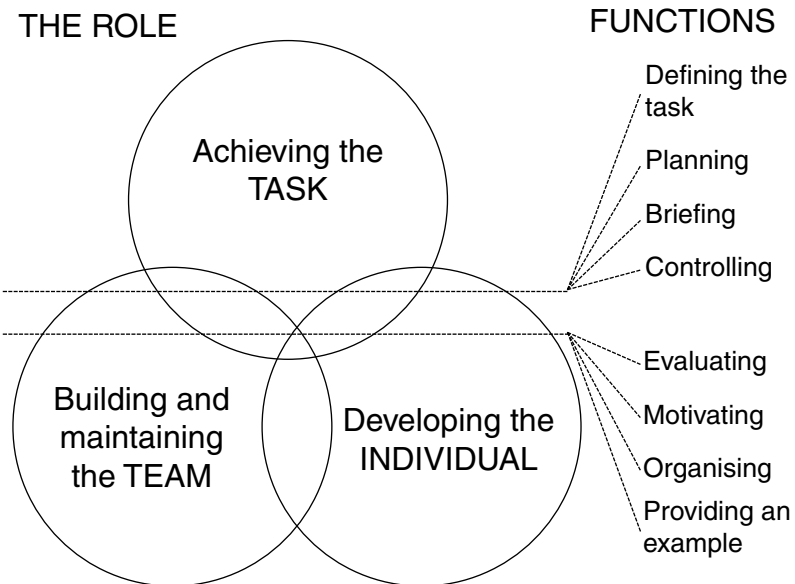 THE ROLE
FUNCTIONS
Achieving the
TASK
Building and
maintaining
the TEAM
Developing the
INDIVIDUAL
Defining the
task
Planning
Briefing
Controlling
Evaluating
Motivating
Organising
Providing an
example